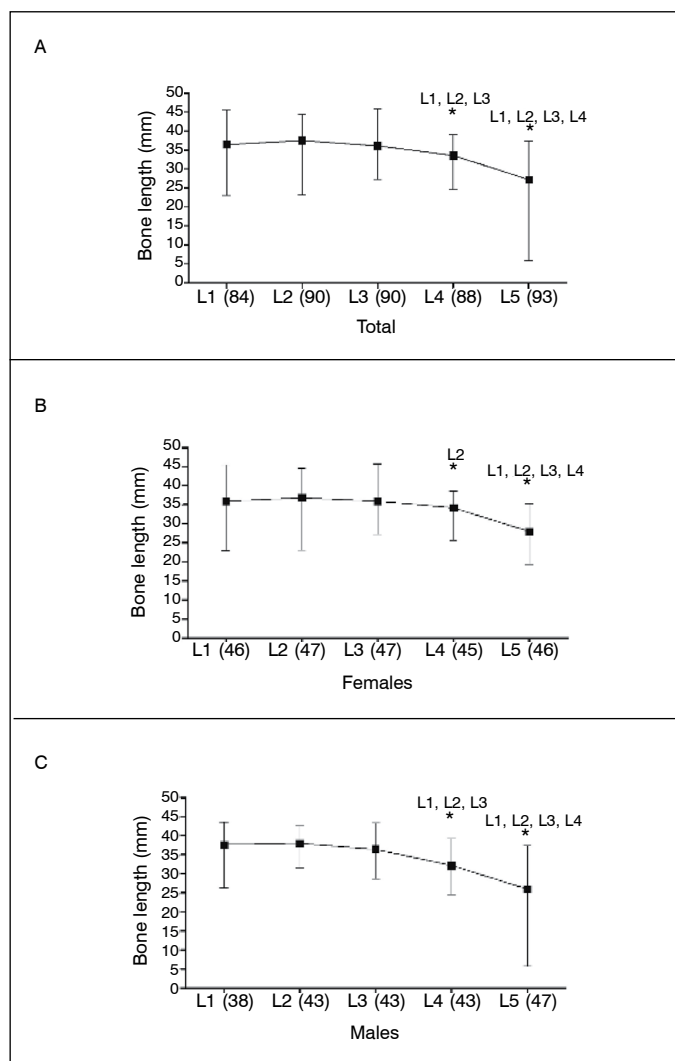 A
Bone length (mm)
50
45
40
35
30
25
20
15
10
5
0
L1, L2, L3
*
L1, L2, L3, L4
*
L1 (84) L2 (90) L3 (90) L4 (88) L5 (93)
Total
B
Bone length (mm)
50
45
40
35
30
25
20
15
10
5
0
L2
*
L1, L2, L3, L4
*
L1 (46) L2 (47) L3 (47) L4 (45) L5 (46)
Females
C
Bone length (mm)
50
45
40
35
30
25
20
15
10
5
0
L1, L2, L3
*
L1, L2, L3, L4
*
L1 (38) L2 (43) L3 (43) L4 (43) L5 (47)
Males